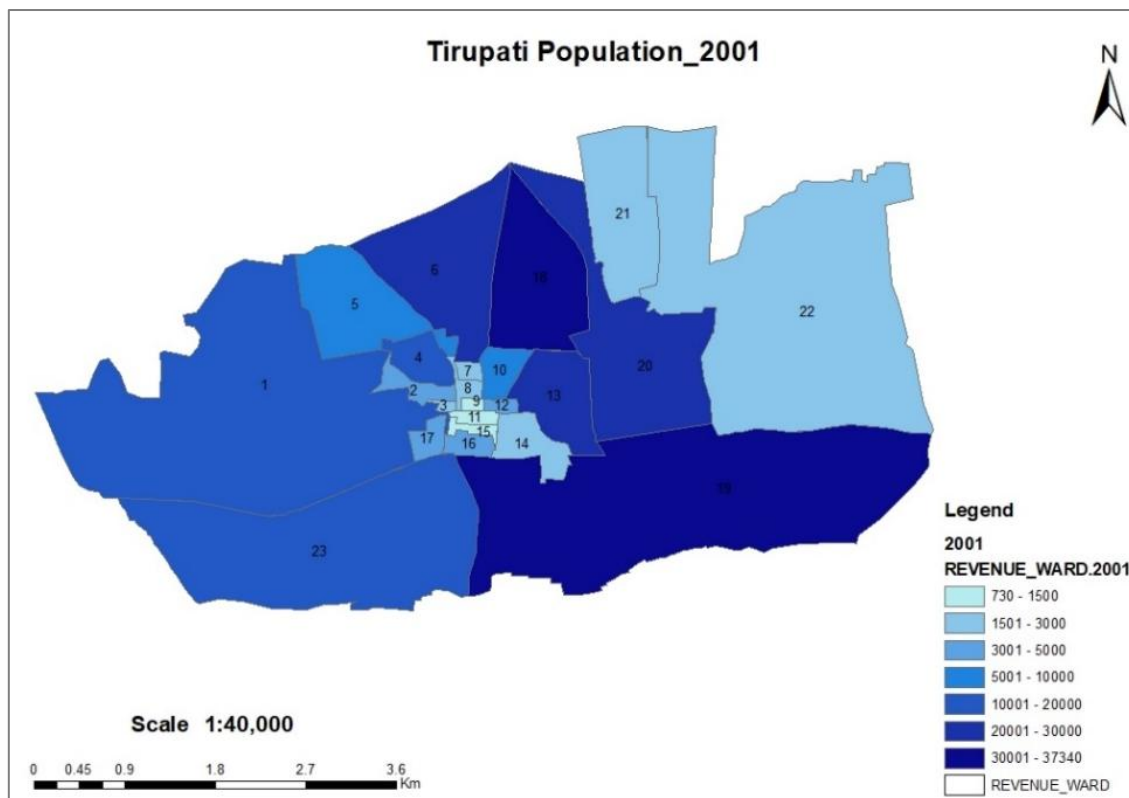 Tirupati Population_2001
N
21
6
18
5
22
1
4
7
10
20
2
8
13
3
9
12
11
17
15
16
14
19
23
Legend
2001
REVENUE_WARD.2001
730 - 1500
1501 - 3000
3001 - 5000
5001 - 10000
10001 - 20000
20001 - 30000
30001 - 37340
REVENUE_WARD
Scale 1:40,000
0 0.45 0.9 1.8 2.7 3.6
Km